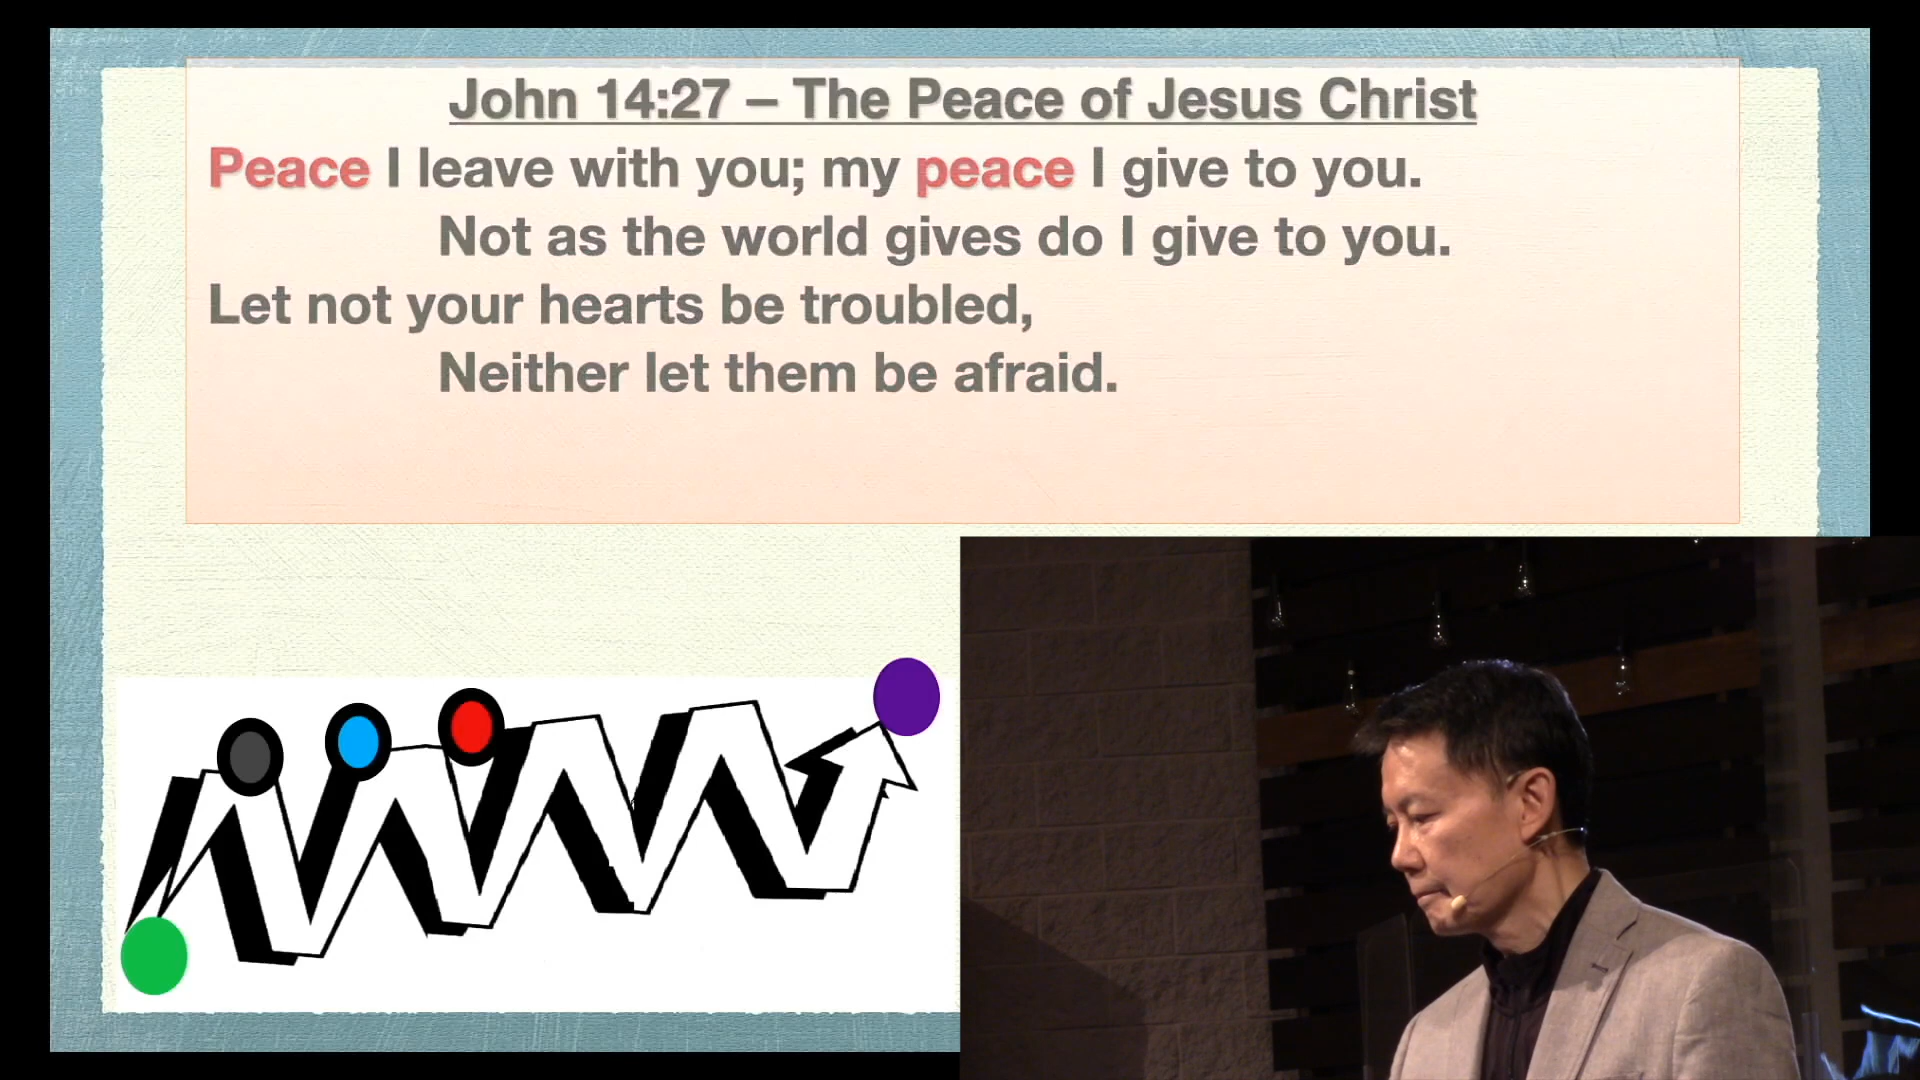 John 14:27 – The Peace of Jesus Christ
Peace I leave with you; my peace I give to you.
Not as the world gives do I give to you.
Let not your hearts be troubled,
Neither let them be afraid.